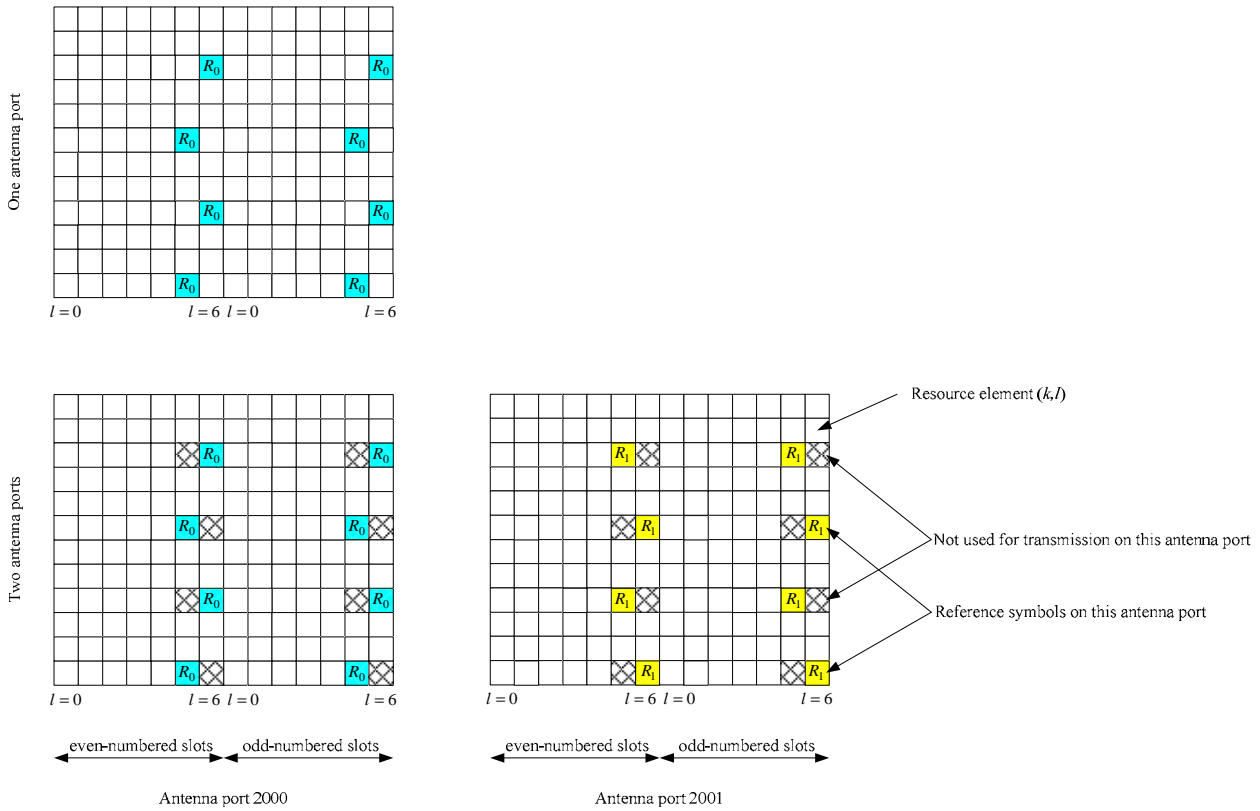 One antenna port
R0 R0
R0 R0
R0 R0
R0 R0
l = 0 l = 6 l = 0 l = 6
Two antenna ports
R0 R0
R0 R0
R0 R0
R0 R0
l = 0 l = 6 l = 0 l = 6
even-numbered slots odd-numbered slots
Antenna port 2000
R1 R1
R1 R1
R1 R1
R1 R1
l = 0 l = 6 l = 0 l = 6
even-numbered slots odd-numbered slots
Antenna port 2001
Resource element (k,l)
Not used for transmission on this antenna port
Reference symbols on this antenna port